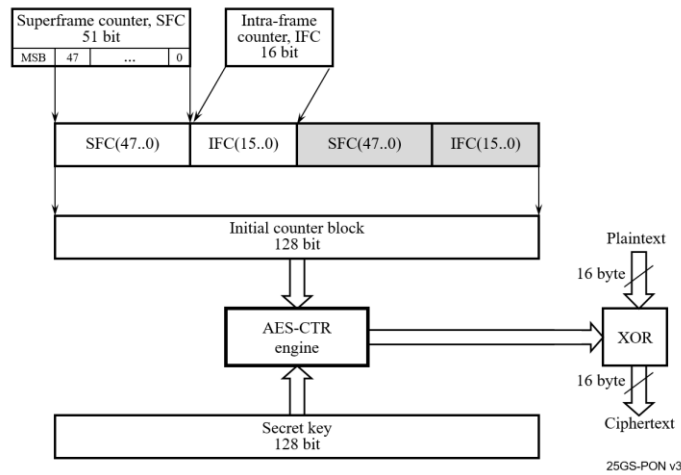 Superframe counter, SFC
51 bit
MSB 47 ... 0
Intra-frame
counter, IFC
16 bit
SFC(47..0) IFC(15..0) SFC(47..0) IFC(15..0)
Initial counter block
128 bit
Plaintext
16 byte
AES-CTR
engine
XOR
16 byte
Ciphertext
Secret key
128 bit
25GS-PON v3